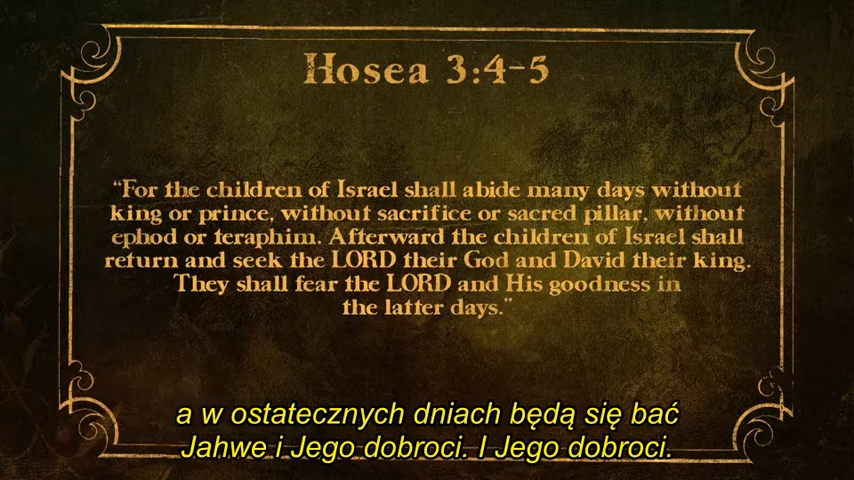 Hosea 3:4-5
"For the children of Israel shall abide many days without
king or prince, without sacrifice or sacred pillar, without
ephod or teraphim. Afterward the children of Israel shall
return and seek the LORD their God and David their king.
They shall fear the LORD and His goodness in
the latter days."
a w ostatecznych dniach będą się bać
Jahwe i Jego dobroci. I Jego dobroci.